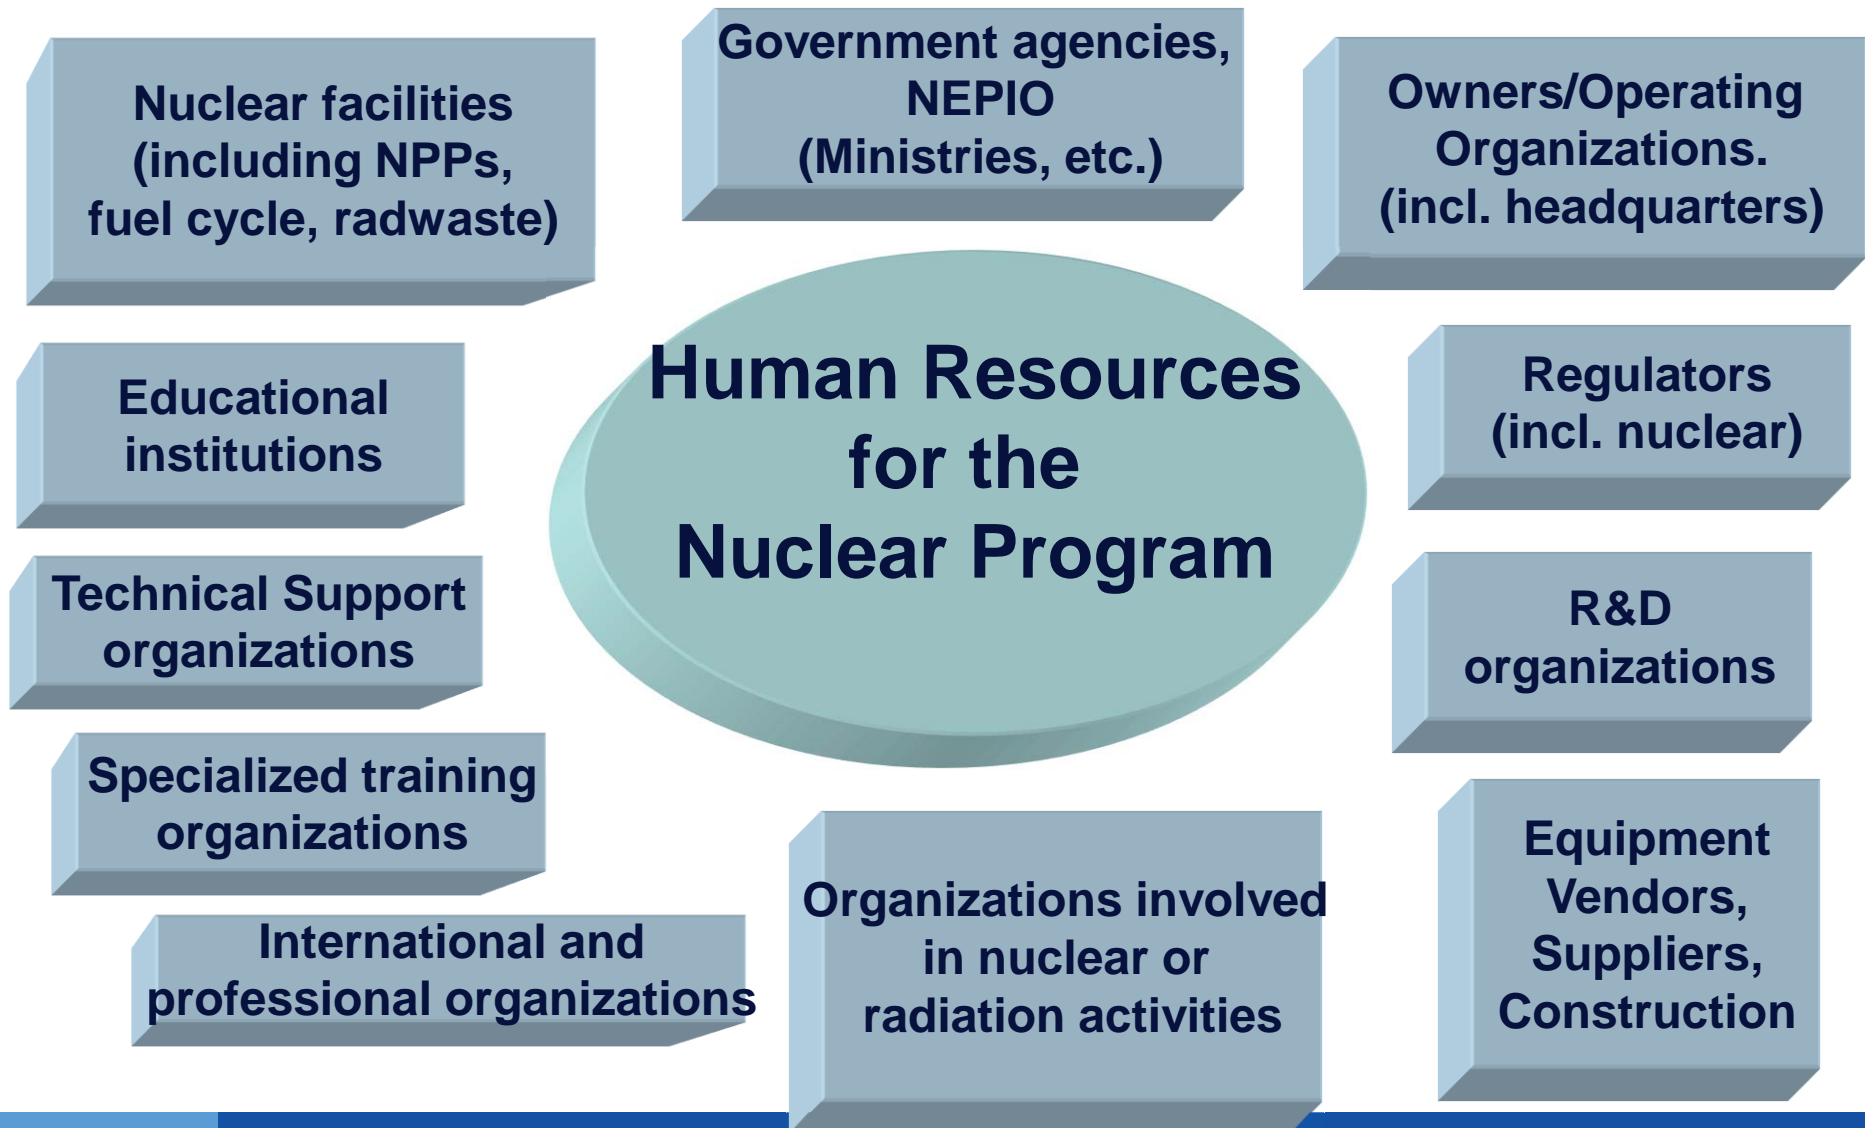 Nuclear facilities
(including NPPs,
fuel cycle, radwaste)
Government agencies,
NEPIO
(Ministries, etc.)
Owners/Operating
Organizations.
(incl. headquarters)
Human Resources
for the
Nuclear Program
Educational
institutions
Regulators
(incl. nuclear)
Technical Support
organizations
R&D
organizations
Specialized training
organizations
Equipment
Vendors,
Suppliers,
Construction
Organizations involved
in nuclear or
radiation activities
International and
professional organizations